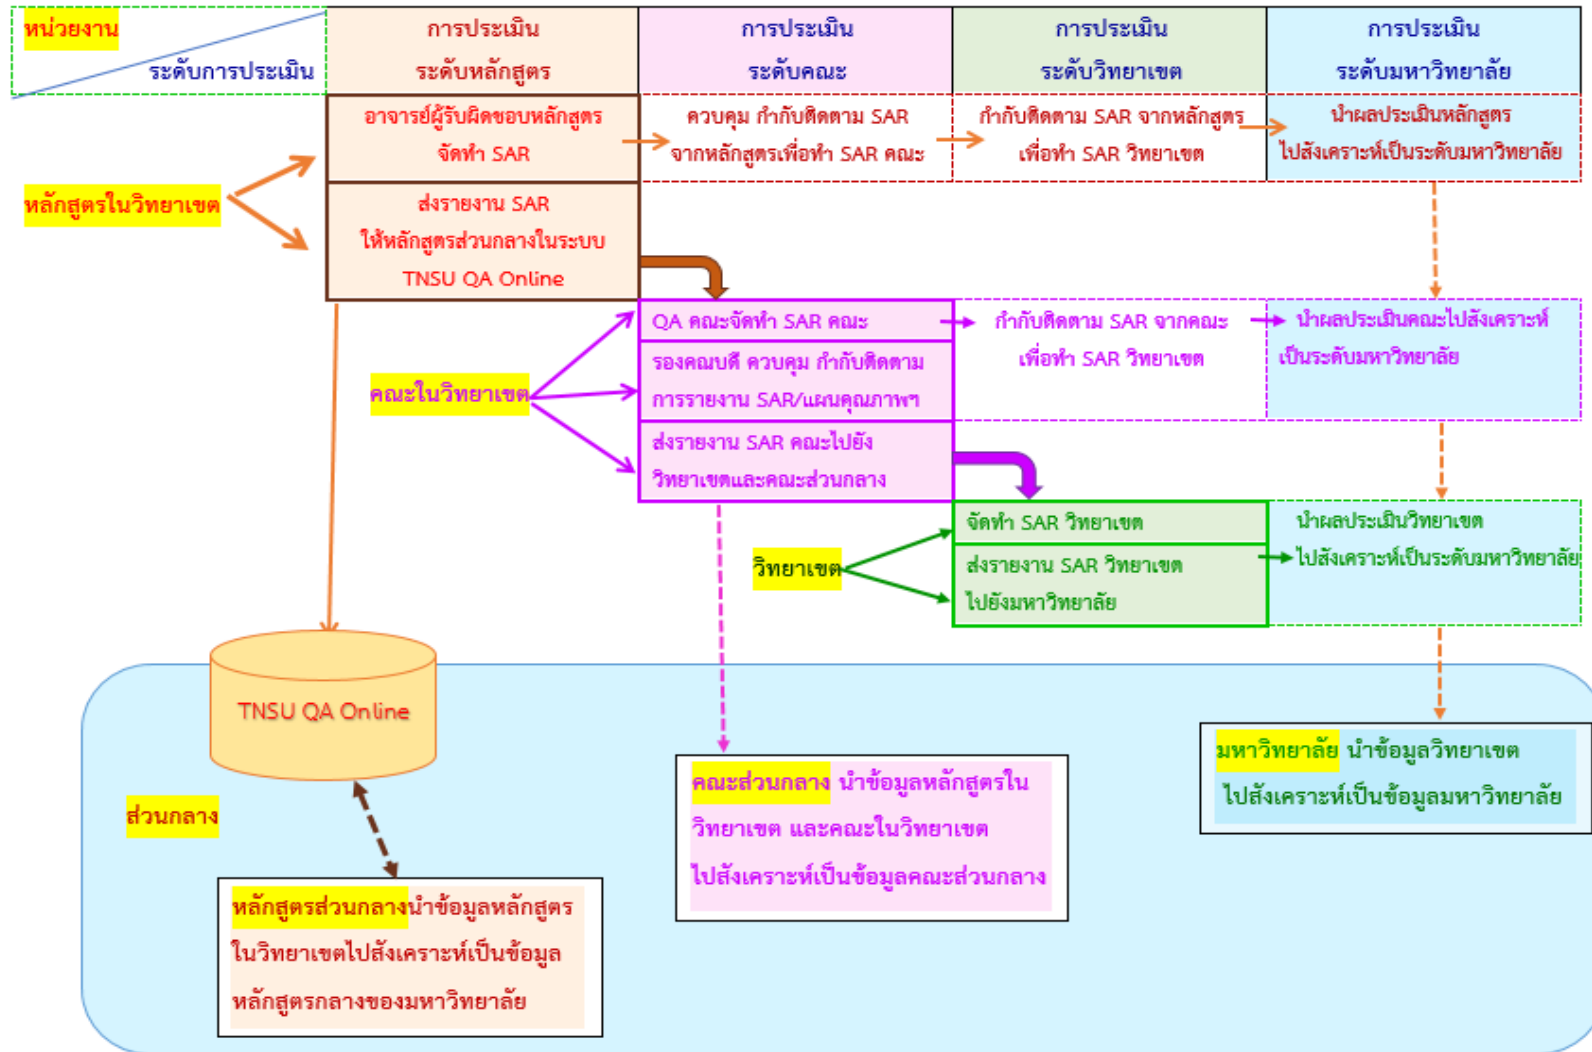 หน่วยงาน
ระดับการประเมิน
การประเมิน
ระดับหลักสูตร
การประเมิน
ระดับคณะ
การประเมิน
ระดับวิทยาเขต
การประเมิน
ระดับมหาวิทยาลัย
หลักสูตรในวิทยาเขต
อาจารย์ผู้รับผิดชอบหลักสูตร
จัดทำ SAR
ควบคุม กำกับติดตาม SAR
จากหลักสูตรเพื่อทำ SAR คณะ
กำกับติดตาม SAR จากหลักสูตร
เพื่อทำ SAR วิทยาเขต
นำผลประเมินหลักสูตร
ไปสังเคราะห์เป็นระดับมหาวิทยาลัย
ส่งรายงาน SAR
ให้หลักสูตรส่วนกลางในระบบ
TNSU QA Online
คณะในวิทยาเขต
QA คณะจัดทำ SAR คณะ
กำกับติดตาม SAR จากคณะ
เพื่อทำ SAR วิทยาเขต
นำผลประเมินคณะไปสังเคราะห์
เป็นระดับมหาวิทยาลัย
รองคณบดี ควบคุม กำกับติดตาม
การรายงาน SAR/แผนคุณภาพฯ
ส่งรายงาน SAR คณะไปยัง
วิทยาเขตและคณะส่วนกลาง
วิทยาเขต
จัดทำ SAR วิทยาเขต
ส่งรายงาน SAR วิทยาเขต
ไปยังมหาวิทยาลัย
นำผลประเมินวิทยาเขต
ไปสังเคราะห์เป็นระดับมหาวิทยาลัย
TNSU QA Online
ส่วนกลาง
หลักสูตรส่วนกลางนำข้อมูลหลักสูตร
ในวิทยาเขตไปสังเคราะห์เป็นข้อมูล
หลักสูตรกลางของมหาวิทยาลัย
คณะส่วนกลาง นำข้อมูลหลักสูตรใน
วิทยาเขต และคณะในวิทยาเขต
ไปสังเคราะห์เป็นข้อมูลคณะส่วนกลาง
มหาวิทยาลัย นำข้อมูลวิทยาเขต
ไปสังเคราะห์เป็นข้อมูลมหาวิทยาลัย